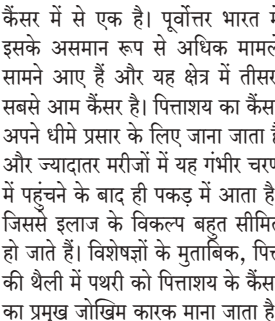 कैंसर में से एक है। पूर्वोत्तर भारत में
इसके असमान रूप से अधिक मामले
सामने आए हैं और यह क्षेत्र में तीसरा
सबसे आम कैंसर है। पित्ताशय का कैंसर
अपने धीमे प्रसार के लिए जाना जाता है
और ज्यादातर मरीजों में यह गंभीर चरण
में पहुंचने के बाद ही पकड़ में आता है
जिससे इलाज के विकल्प बहुत सीमित
हो जाते हैं। विशेषज्ञों के मुताबिक, पित्त
की थैली में पथरी को पित्ताशय के कैंसर
का प्रमुख जोखिम कारक माना जाता है